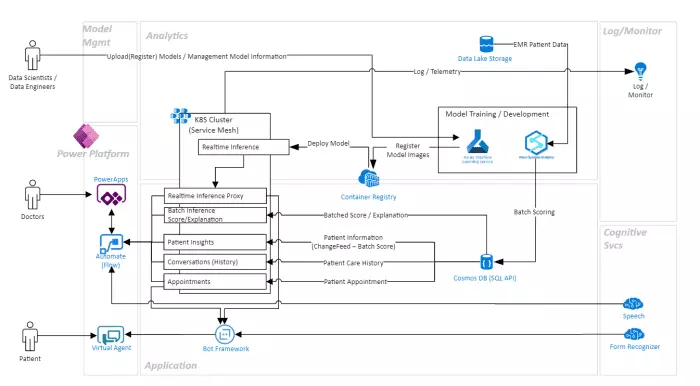 Model
Mgmt
Analytics
Log/Monitor
Upload(Register) Models / Management Model Information
EMR Patient Data
Data Lake Storage
Data Scientists /
Data Engineers
Log / Telemetry
Log /
Monitor
K8S Cluster
(Service Mesh)
Model Training / Development
Realtime Inference
Deploy Model
Register
Model Images
Azure Machine
Learning Service
Azure Synapse Analytics
Power Platform
PowerApps
Container Registry
Doctors
Realtime Inference Proxy
Batch Inference
Score/Explanation
Batched Score / Explanation
Batch Scoring
Cognitive
Svcs
Patient Insights
Patient Information
(ChangeFeed – Batch Score)
Automate
(Flow)
Conversations (History)
Patient Care History
Cosmos DB (SQL API)
Appointments
Patient Appointment
Speech
Patient
Virtual Agent
Bot Framework
Form Recognizer
Application